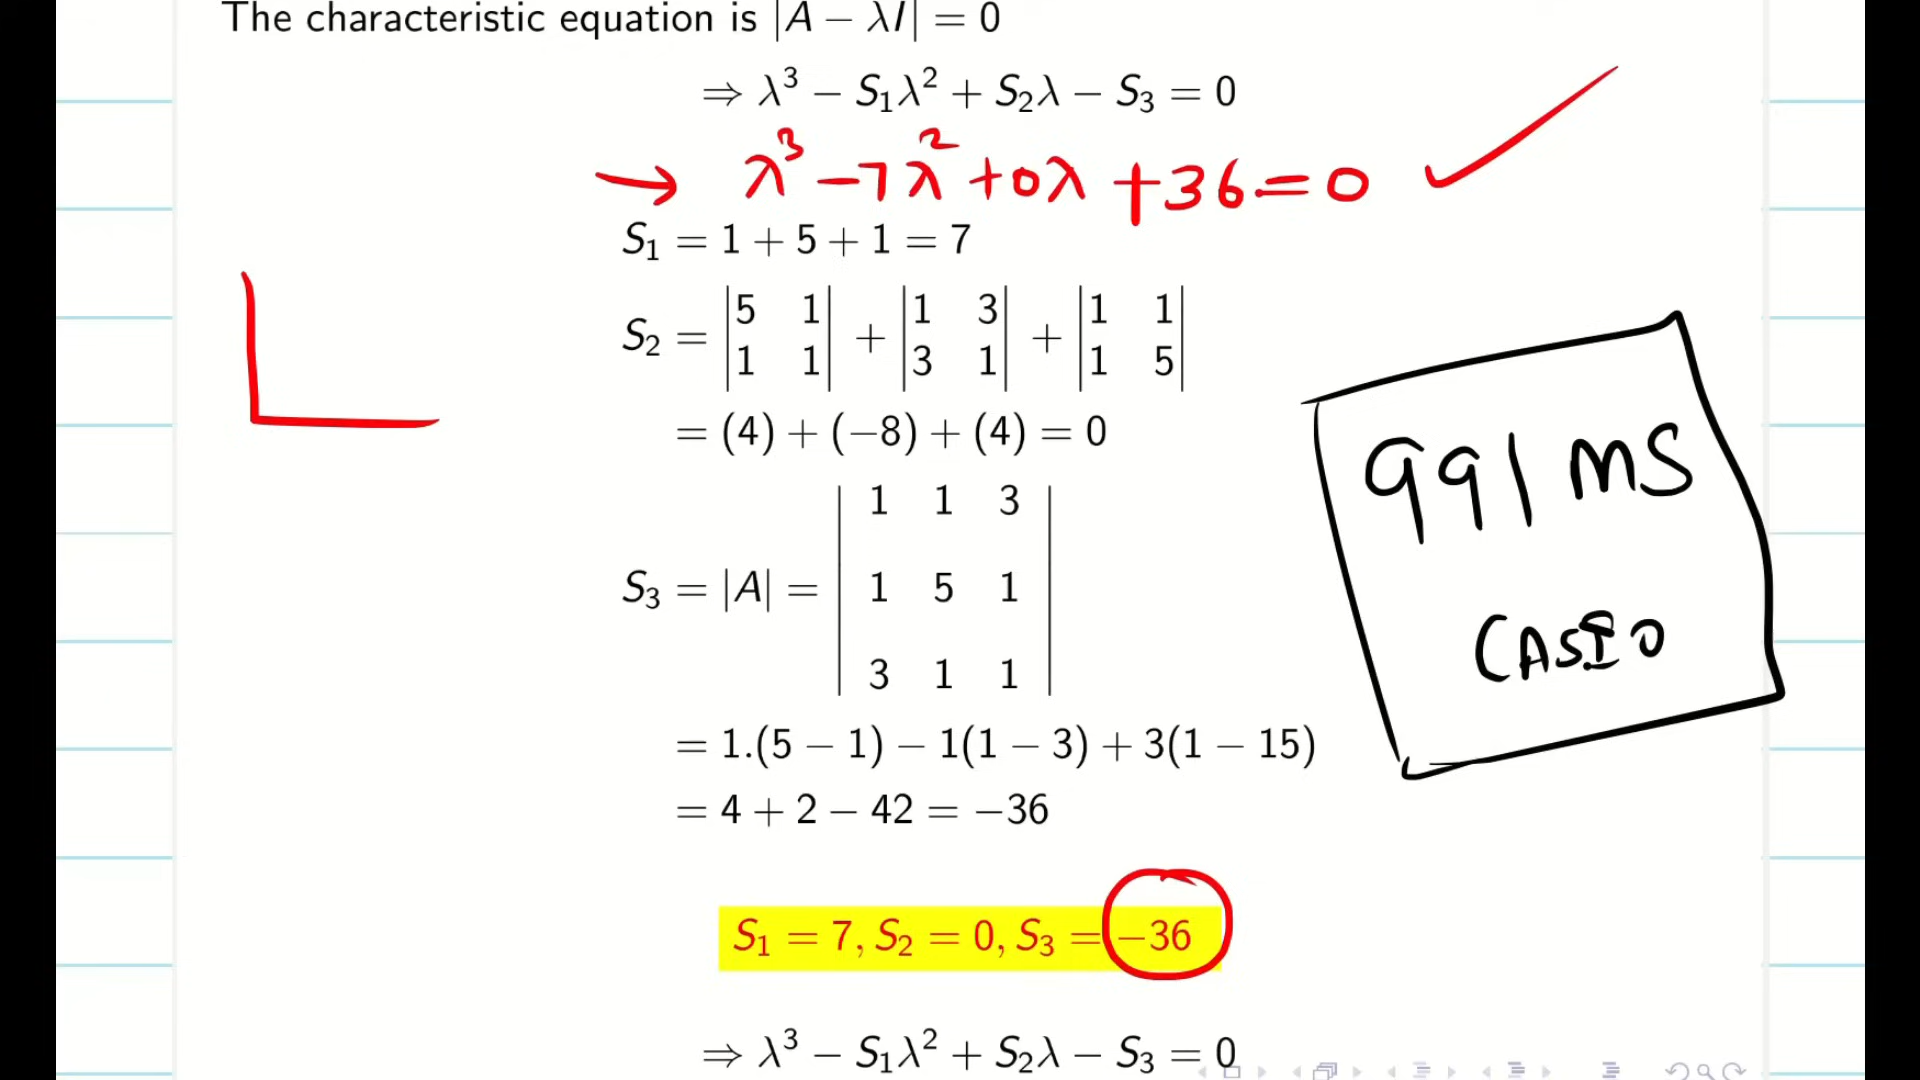 The characteristic equation is |A − λI| = 0
⇒ λ³ − S₁λ² + S₂λ − S₃ = 0
→ λ³ −7λ² +0λ +36=0
S₁ = 1 + 5 + 1 = 7
S₂ = |5 1; 1 1| + |1 3; 3 1| + |1 1; 1 5|
= (4) + (−8) + (4) = 0
991 MS
CASIO
S₃ = |A| = |1 1 3; 1 5 1; 3 1 1|
= 1.(5 − 1) − 1(1 − 3) + 3(1 − 15)
= 4 + 2 − 42 = −36
S₁ = 7, S₂ = 0, S₃ = −36
⇒ λ³ − S₁λ² + S₂λ − S₃ = 0